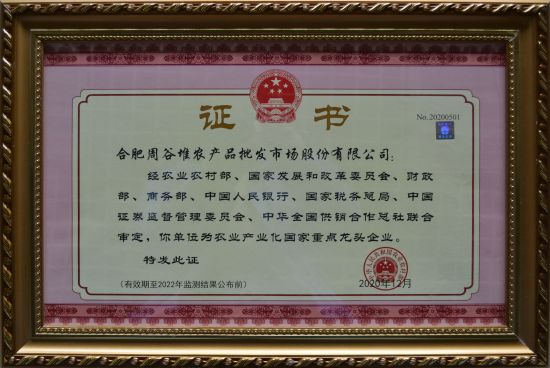 证 书
No. 20200501
合肥周谷堆农产品批发市场股份有限公司:
经农业农村部、国家发展和改革委员会、财政
部、商务部、中国人民银行、国家税务总局、中国
证券监督管理委员会、中华全国供销合作总社联合
审定，你单位为农业产业化国家重点龙头企业。
特发此证
（有效期至2022年监测结果公布前）
2020年12月